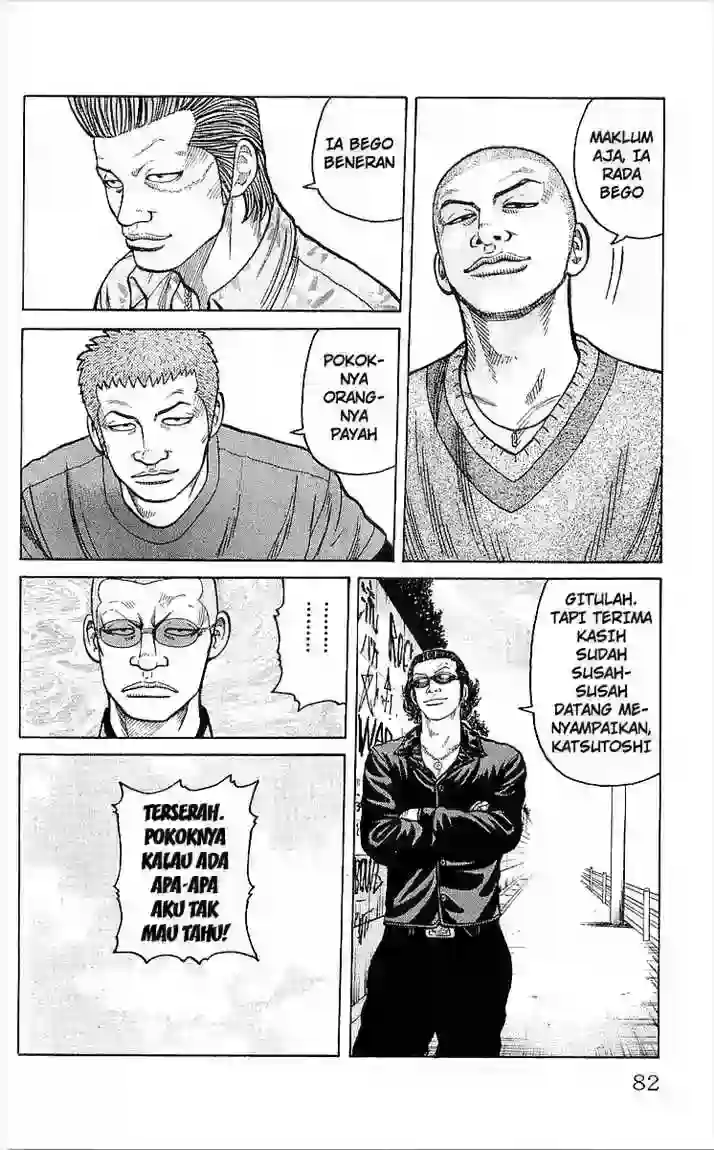 MAKLUM
AJA, IA
RADA
BEGO
IA BEGO
BENERAN
POKOK-
NYA
ORANG-
NYA
PAYAH
GITULAH.
TAPI TERIMA
KASIH
SUDAH
SUSAH-
SUSAH
DATANG ME-
NYAMPAIKAN,
KATSUTOSHI
TERSERAH.
POKOKNYA
KALAU ADA
APA-APA
AKU TAK
MAU TAHU!
82